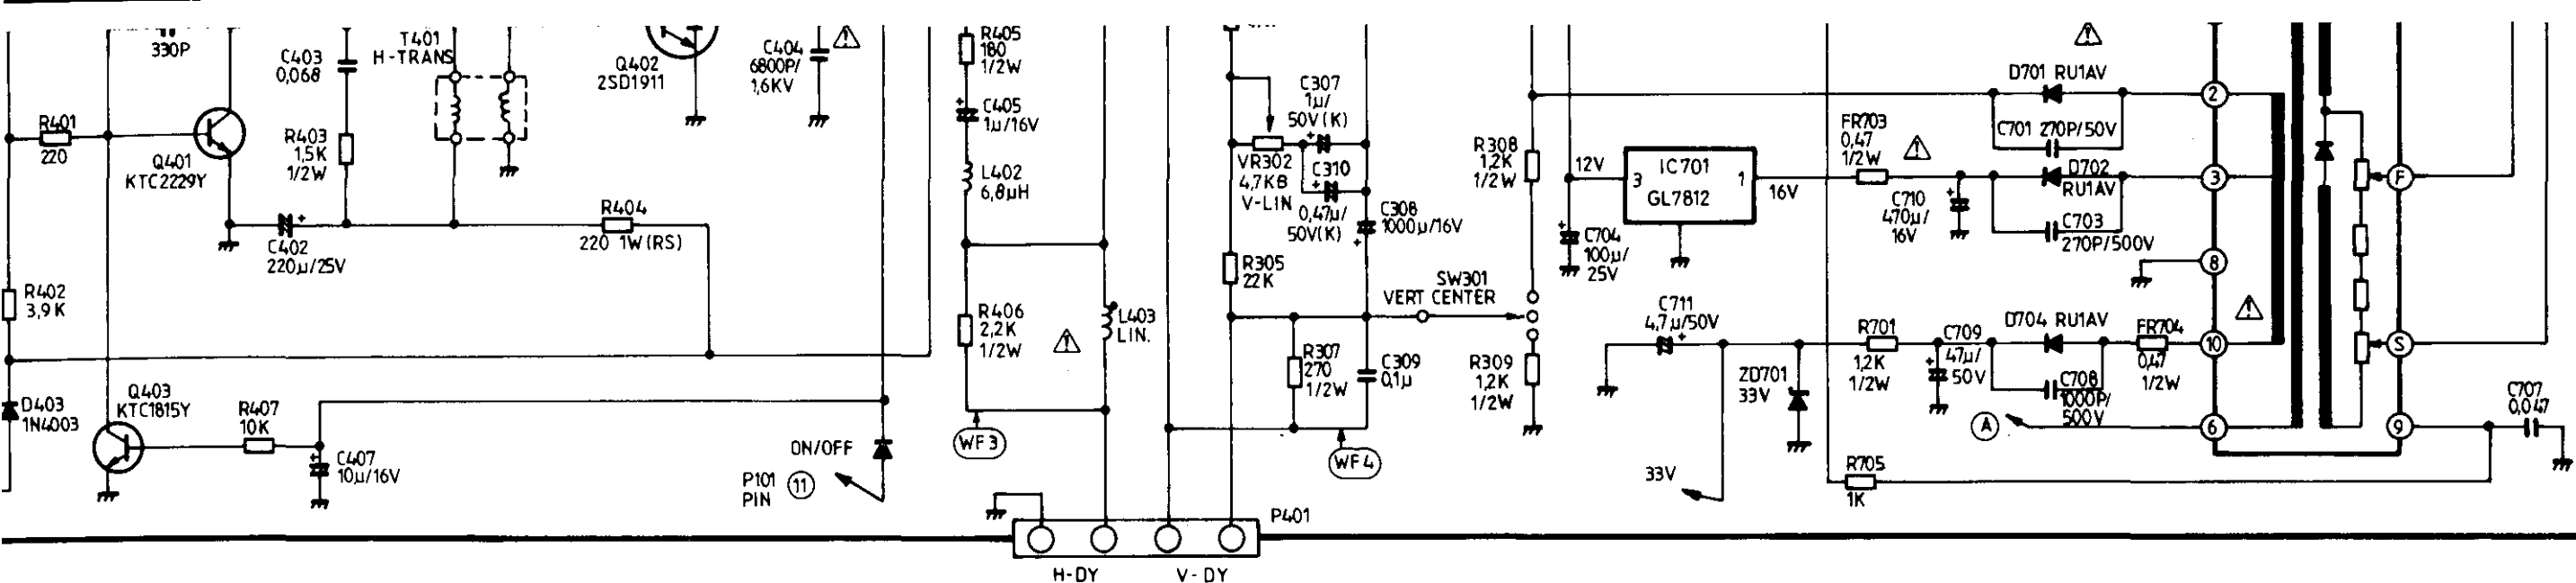 330P
C403
0,068
T401
H-TRANS
Q402
2SD1911
C404
6800P/
1,6KV
R405
180
1/2W
C405
1µ/16V
L402
6,8µH
R401
220
Q401
KTC2229Y
R403
1,5K
1/2W
C402
220µ/25V
R404
220 1W(RS)
R402
3,9K
R406
2,2K
1/2W
L403
LIN.
D403
1N4003
Q403
KTC1815Y
R407
10K
C407
10µ/16V
ON/OFF
P101
PIN
11
WF3
C307
1µ/
50V(K)
VR302
4,7KB
V-LIN
C310
0,47µ/
50V(K)
C308
1000µ/16V
R305
22K
R307
270
1/2W
C309
0,1µ
WF4
SW301
VERT CENTER
R308
1,2K
1/2W
R309
1,2K
1/2W
12V
3
IC701
GL7812
1
16V
C704
100µ/
25V
FR703
0,47
1/2W
C710
470µ/
16V
D701 RU1AV
C701 270P/50V
D702
RU1AV
C703
270P/500V
C711
4,7µ/50V
ZD701
33V
33V
R701
1,2K
1/2W
C709
47µ/
50V
D704 RU1AV
C708
1000P/
500V
FR704
0,47
1/2W
A
R705
1K
2
3
8
10
6
F
S
9
C707
0,047
P401
H-DY
V-DY